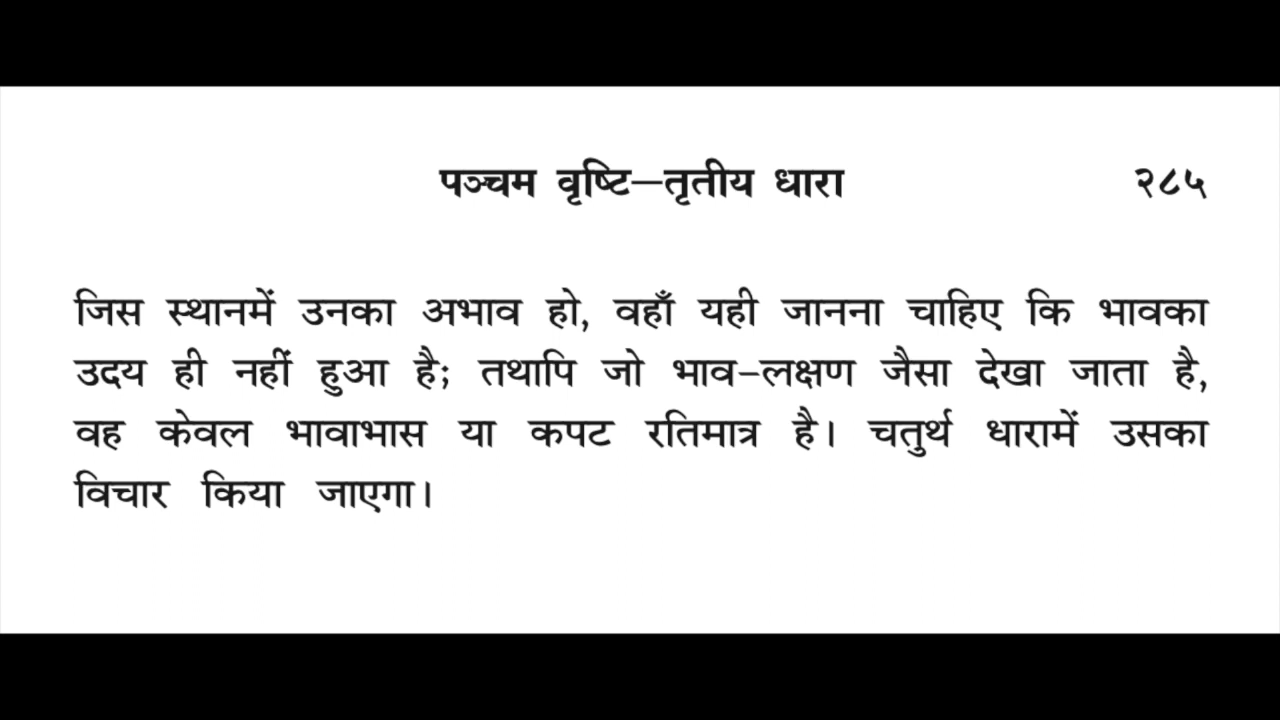 पञ्चम वृष्टि—तृतीय धारा २८५
जिस स्थानमें उनका अभाव हो, वहाँ यही जानना चाहिए कि भावका
उदय ही नहीं हुआ है; तथापि जो भाव-लक्षण जैसा देखा जाता है,
वह केवल भावाभास या कपट रतिमात्र है। चतुर्थ धारामें उसका
विचार किया जाएगा।